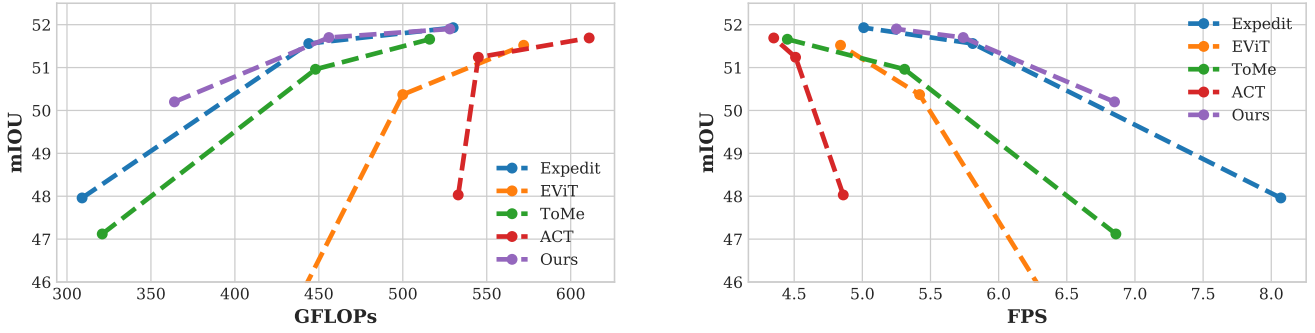 52
51
50
49
48
47
46
mIOU
300 350 400 450 500 550 600
GFLOPs
Expedit
EViT
ToMe
ACT
Ours
52
51
50
49
48
47
46
mIOU
4.5 5.0 5.5 6.0 6.5 7.0 7.5 8.0
FPS
Expedit
EViT
ToMe
ACT
Ours